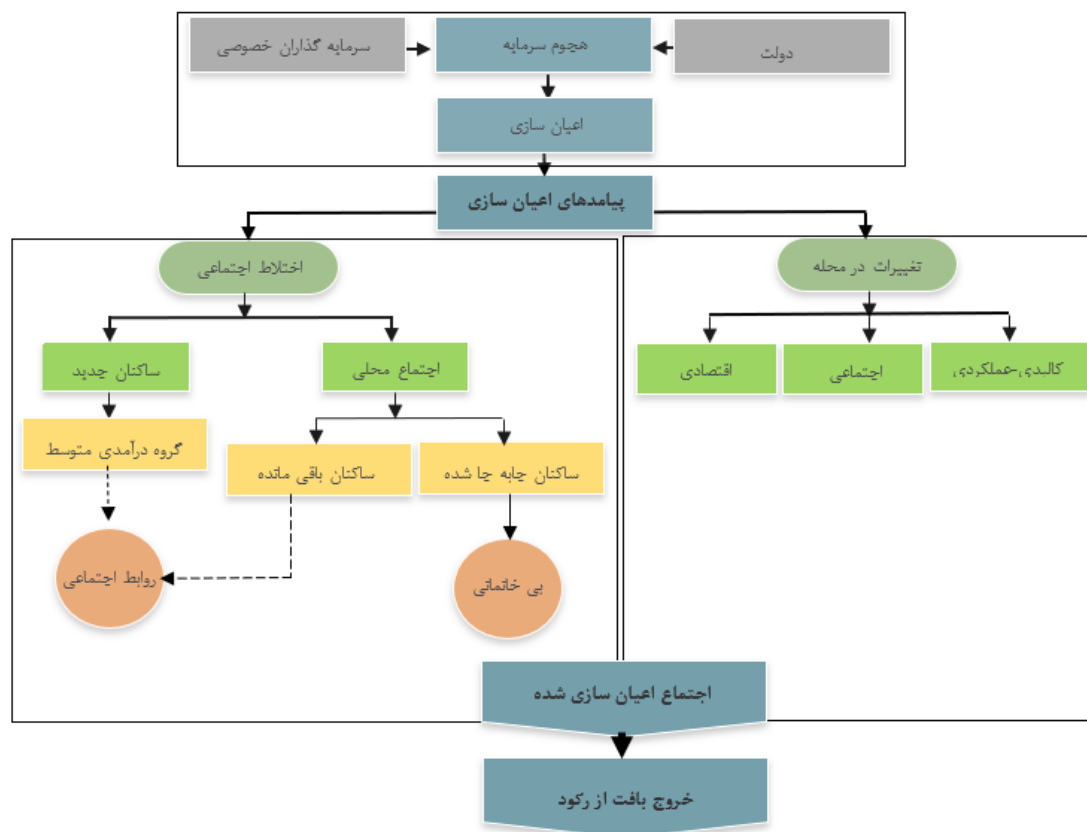 دولت
هجوم سرمایه
سرمایه گذاران خصوصی
اعیان سازی
پیامدهای اعیان سازی
تغییرات در محله
اختلاط اجتماعی
کالبدی-عملکردی
اجتماعی
اقتصادی
اجتماع محلی
ساکنان جدید
ساکنان جابه جا شده
ساکنان باقی مانده
گروه درآمدی متوسط
بی خانمانی
روابط اجتماعی
اجتماع اعیان سازی شده
خروج بافت از رکود